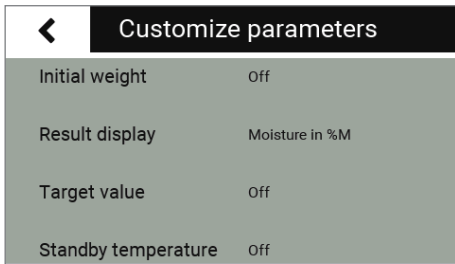 Customize parameters
Initial weight Off
Result display Moisture in %M
Target value Off
Standby temperature Off